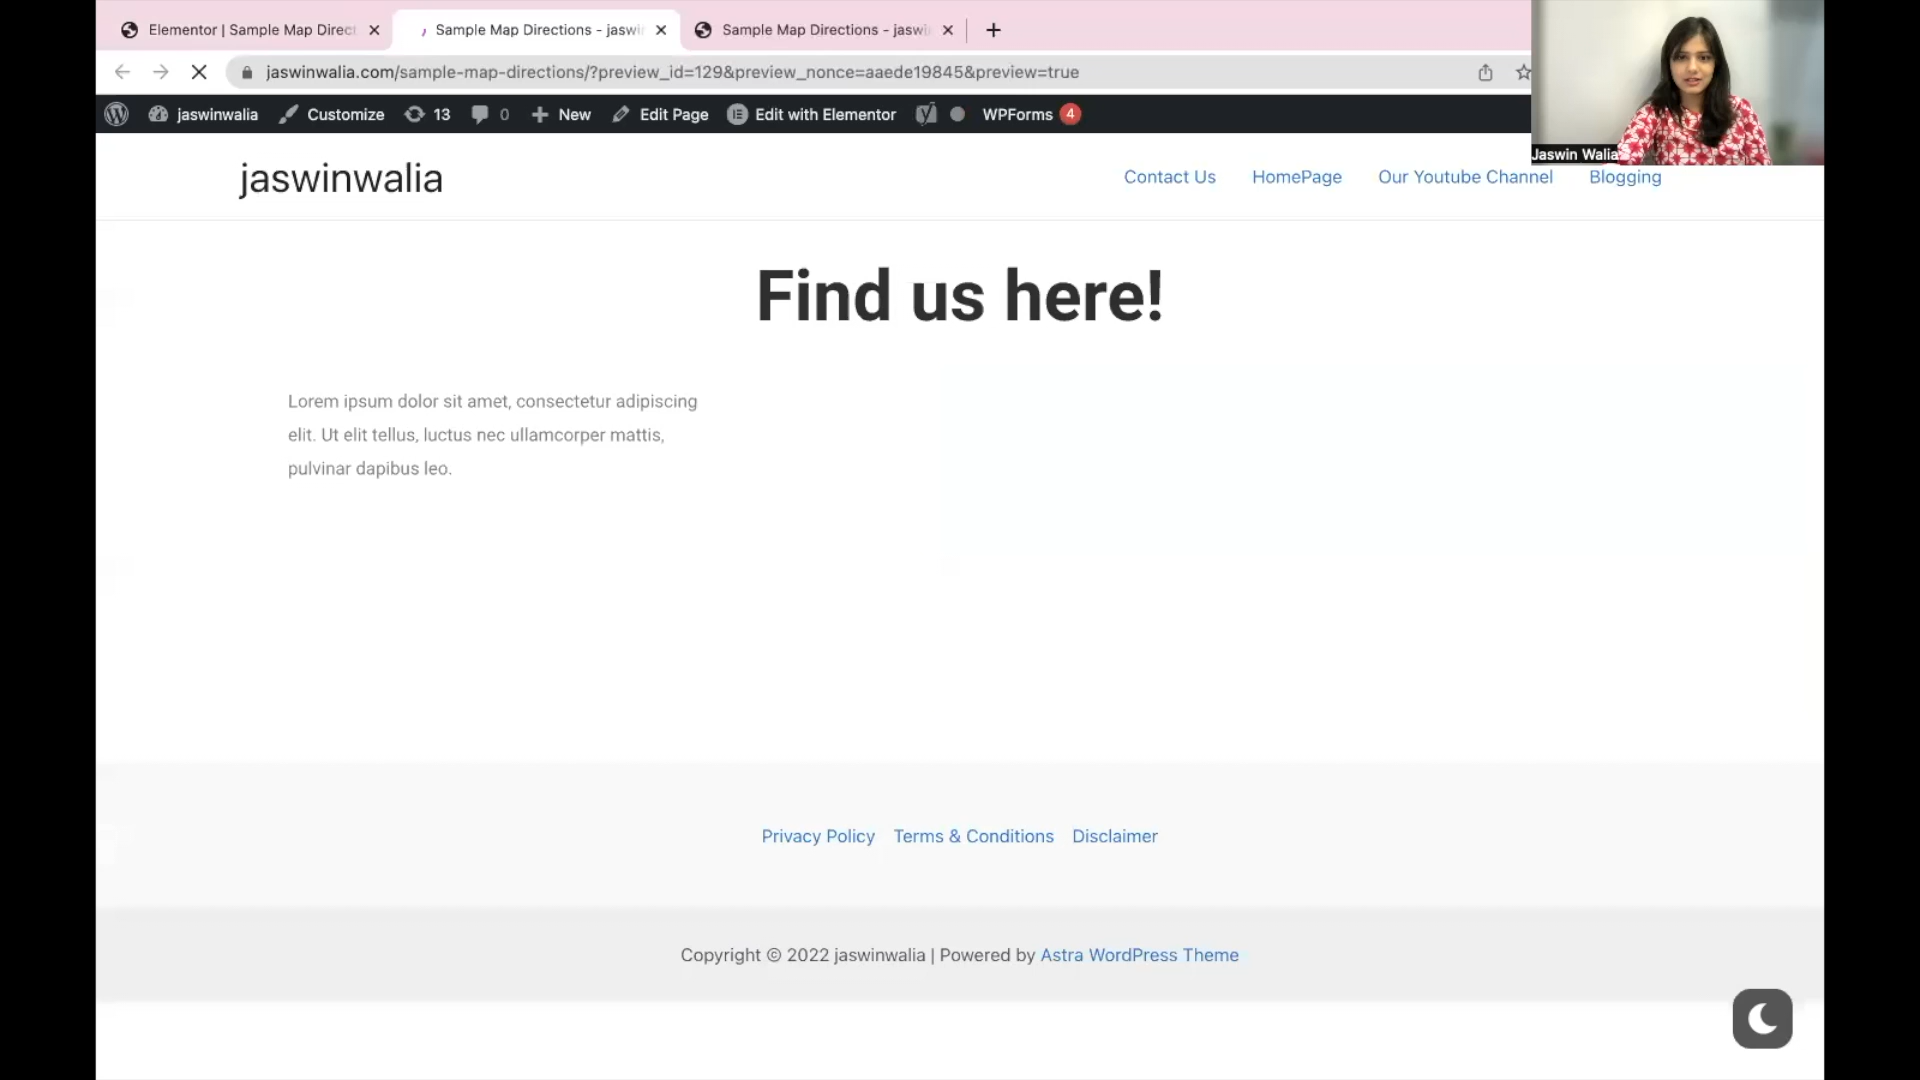 Elementor | Sample Map Direc
Sample Map Directions - jaswi
Sample Map Directions - jaswi
jaswinwalia.com/sample-map-directions/?preview_id=129&preview_nonce=aaede19845&preview=true
jaswinwalia Customize 13 0 New Edit Page Edit with Elementor WPForms 4
Jaswin Walia
jaswinwalia
Contact Us HomePage Our Youtube Channel Blogging
Find us here!
Lorem ipsum dolor sit amet, consectetur adipiscing
elit. Ut elit tellus, luctus nec ullamcorper mattis,
pulvinar dapibus leo.
Privacy Policy Terms & Conditions Disclaimer
Copyright © 2022 jaswinwalia | Powered by Astra WordPress Theme